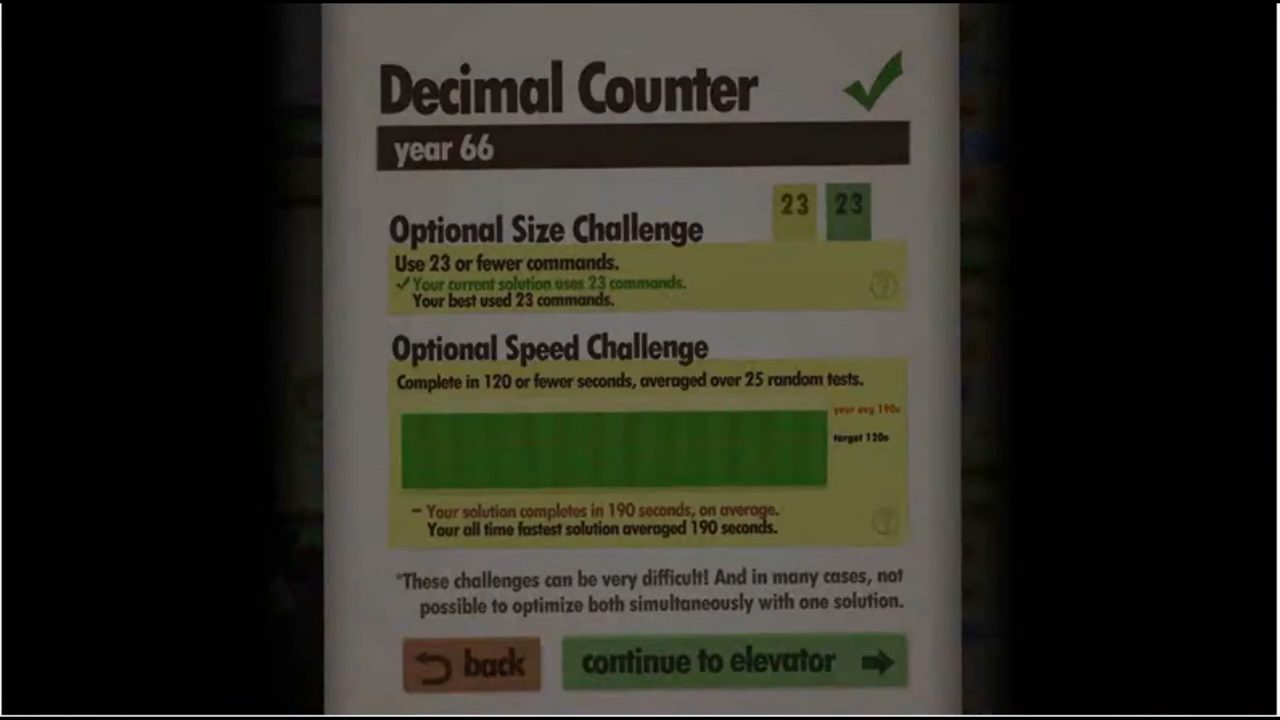 Decimal Counter
year 66
23 23
Optional Size Challenge
Use 23 or fewer commands.
Your current solution uses 23 commands.
Your best used 23 commands.
Optional Speed Challenge
Complete in 120 or fewer seconds, averaged over 25 random tests.
your avg 190s
target 120s
- Your solution completes in 190 seconds, on average.
Your all time fastest solution averaged 190 seconds.
*These challenges can be very difficult! And in many cases, not
possible to optimize both simultaneously with one solution.
back continue to elevator